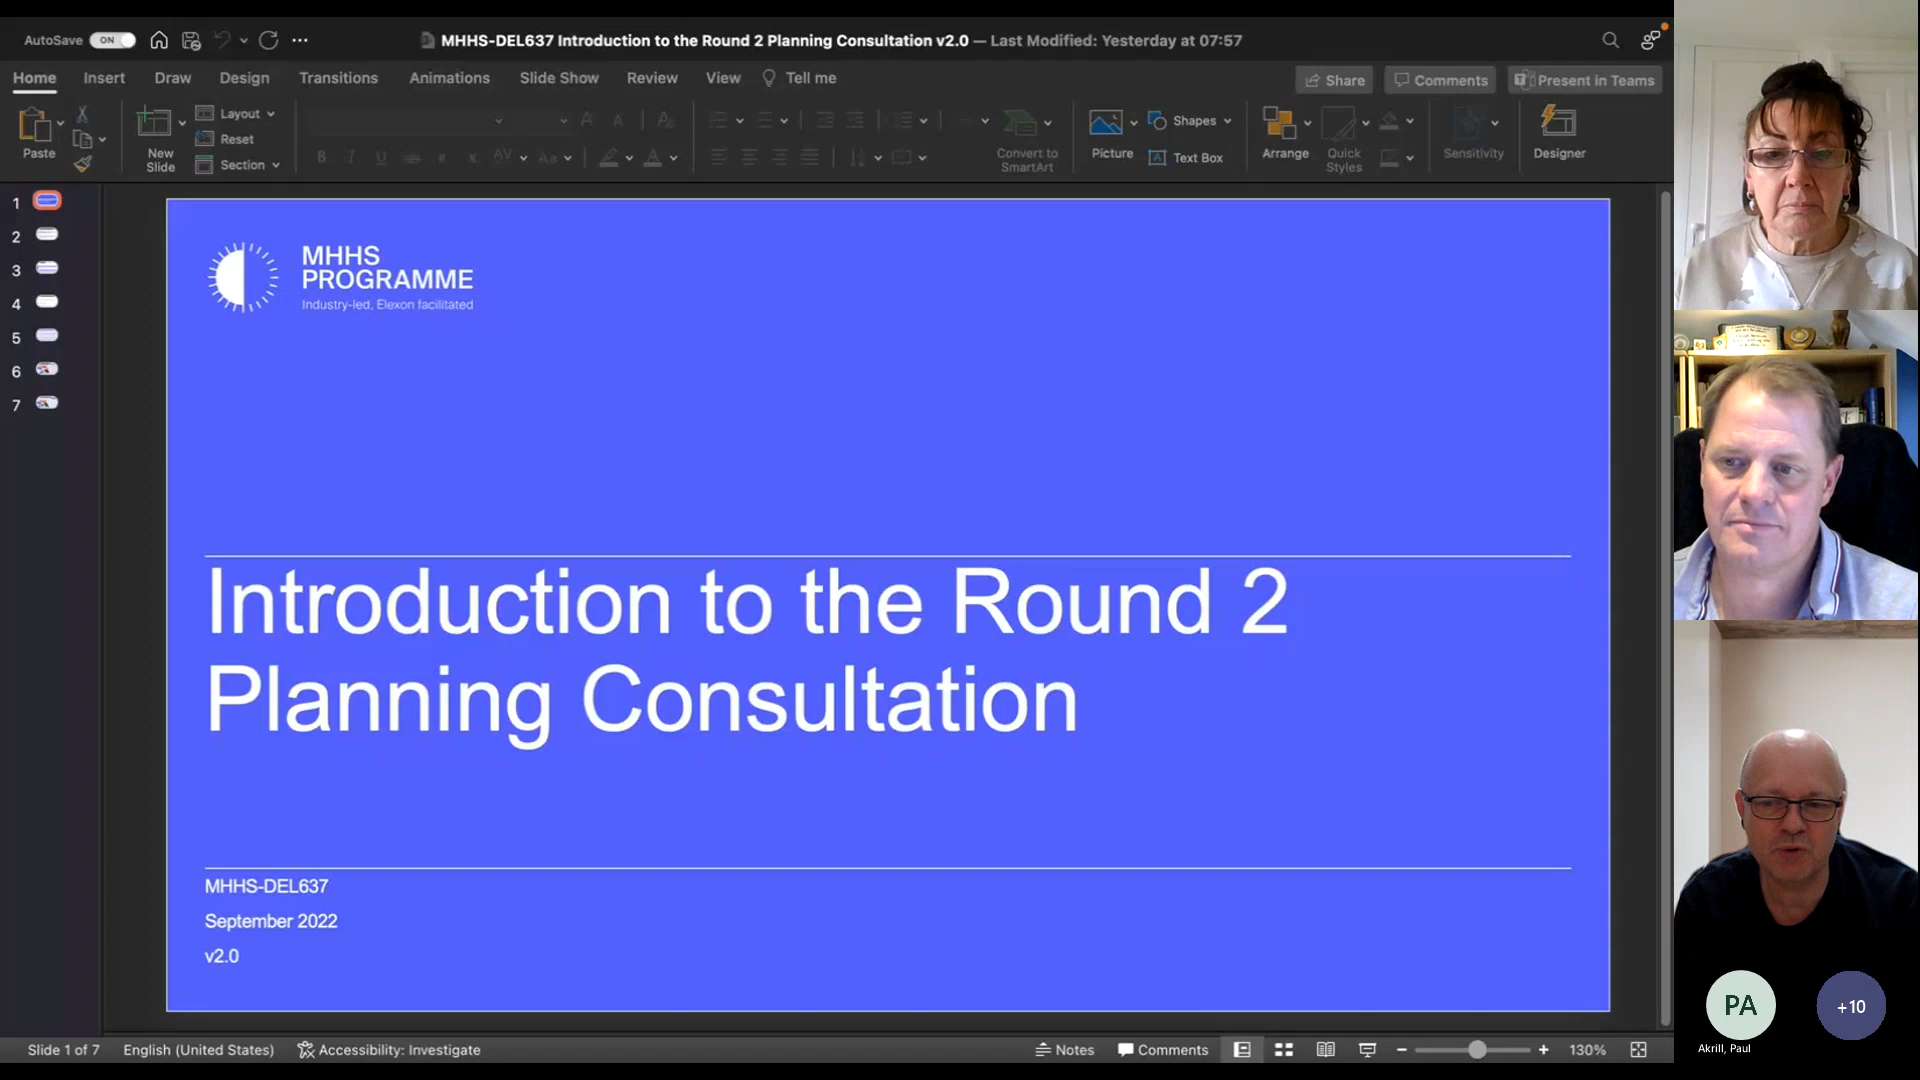 AutoSave ON
MHHS-DEL637 Introduction to the Round 2 Planning Consultation v2.0 — Last Modified: Yesterday at 07:57
Home Insert Draw Design Transitions Animations Slide Show Review View Tell me
Share Comments Present in Teams
Paste
New Slide
Layout
Reset
Section
Convert to SmartArt
Picture
Shapes
Text Box
Arrange
Quick Styles
Sensitivity
Designer
1
2
3
4
5
6
7
MHHS
PROGRAMME
Industry-led, Elexon facilitated
Introduction to the Round 2
Planning Consultation
MHHS-DEL637
September 2022
v2.0
Slide 1 of 7 English (United States) Accessibility: Investigate
Notes Comments 130%
PA +10
Akrill, Paul